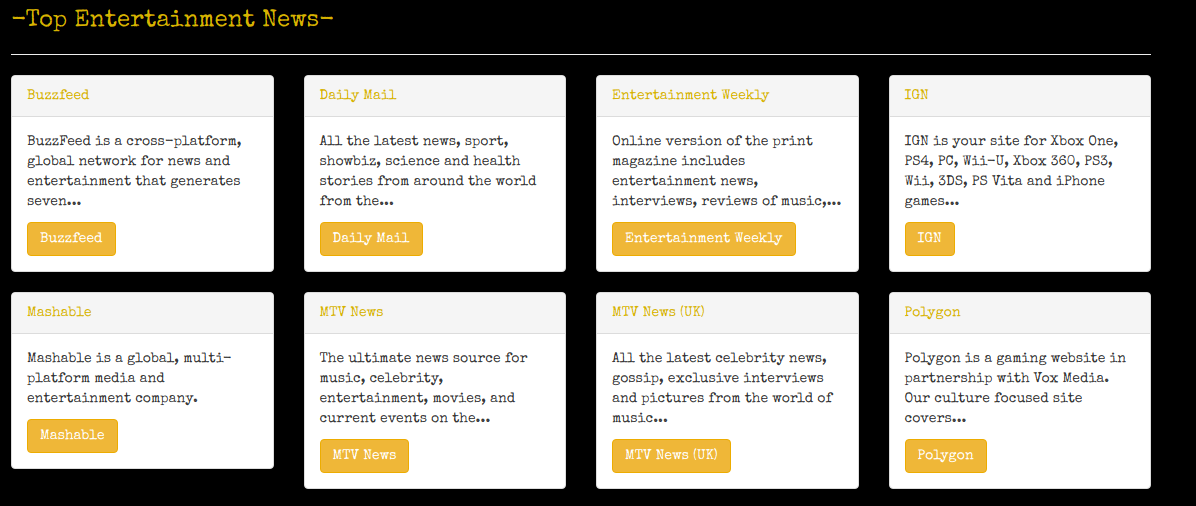 -Top Entertainment News-
Buzzfeed
BuzzFeed is a cross-platform,
global network for news and
entertainment that generates
seven...
Buzzfeed
Daily Mail
All the latest news, sport,
showbiz, science and health
stories from around the world
from the...
Daily Mail
Entertainment Weekly
Online version of the print
magazine includes
entertainment news,
interviews, reviews of music,...
Entertainment Weekly
IGN
IGN is your site for Xbox One,
PS4, PC, Wii-U, Xbox 360, PS3,
Wii, 3DS, PS Vita and iPhone
games...
IGN
Mashable
Mashable is a global, multi-
platform media and
entertainment company.
Mashable
MTV News
The ultimate news source for
music, celebrity,
entertainment, movies, and
current events on the...
MTV News
MTV News (UK)
All the latest celebrity news,
gossip, exclusive interviews
and pictures from the world of
music...
MTV News (UK)
Polygon
Polygon is a gaming website in
partnership with Vox Media.
Our culture focused site
covers...
Polygon